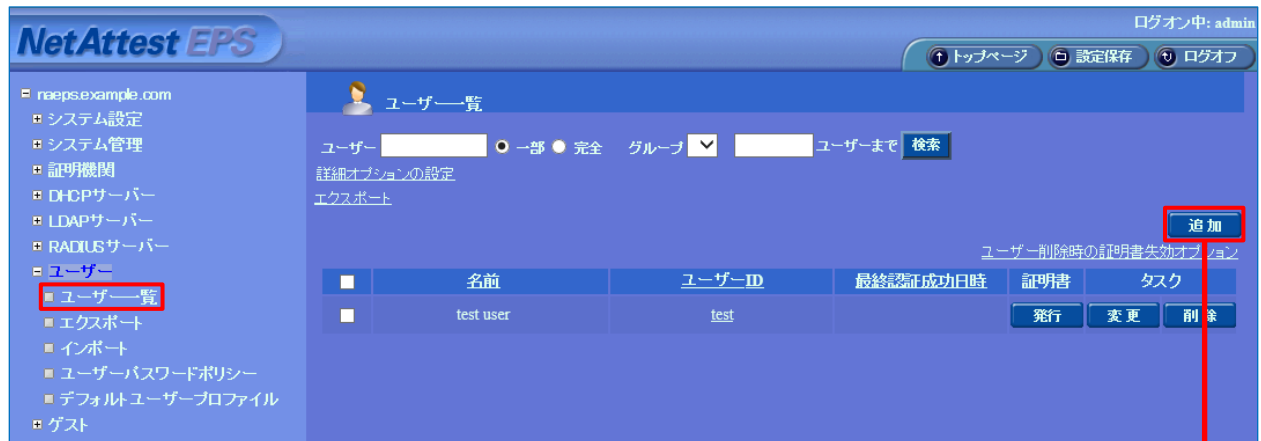 ログオン中: admin
NetAttest EPS
トップページ 設定保存 ログオフ
naeps.example.com
システム設定
システム管理
証明機関
DHCPサーバー
LDAPサーバー
RADIUSサーバー
ユーザー
ユーザー一覧
エクスポート
インポート
ユーザーパスワードポリシー
デフォルトユーザープロファイル
ゲスト
ユーザー一覧
ユーザー 一部 完全 グループ ユーザーまで 検索
詳細オプションの設定
エクスポート
追加
ユーザー削除時の証明書失効オプション
名前 ユーザーID 最終認証成功日時 証明書 タスク
test user test 発行 変更 削除